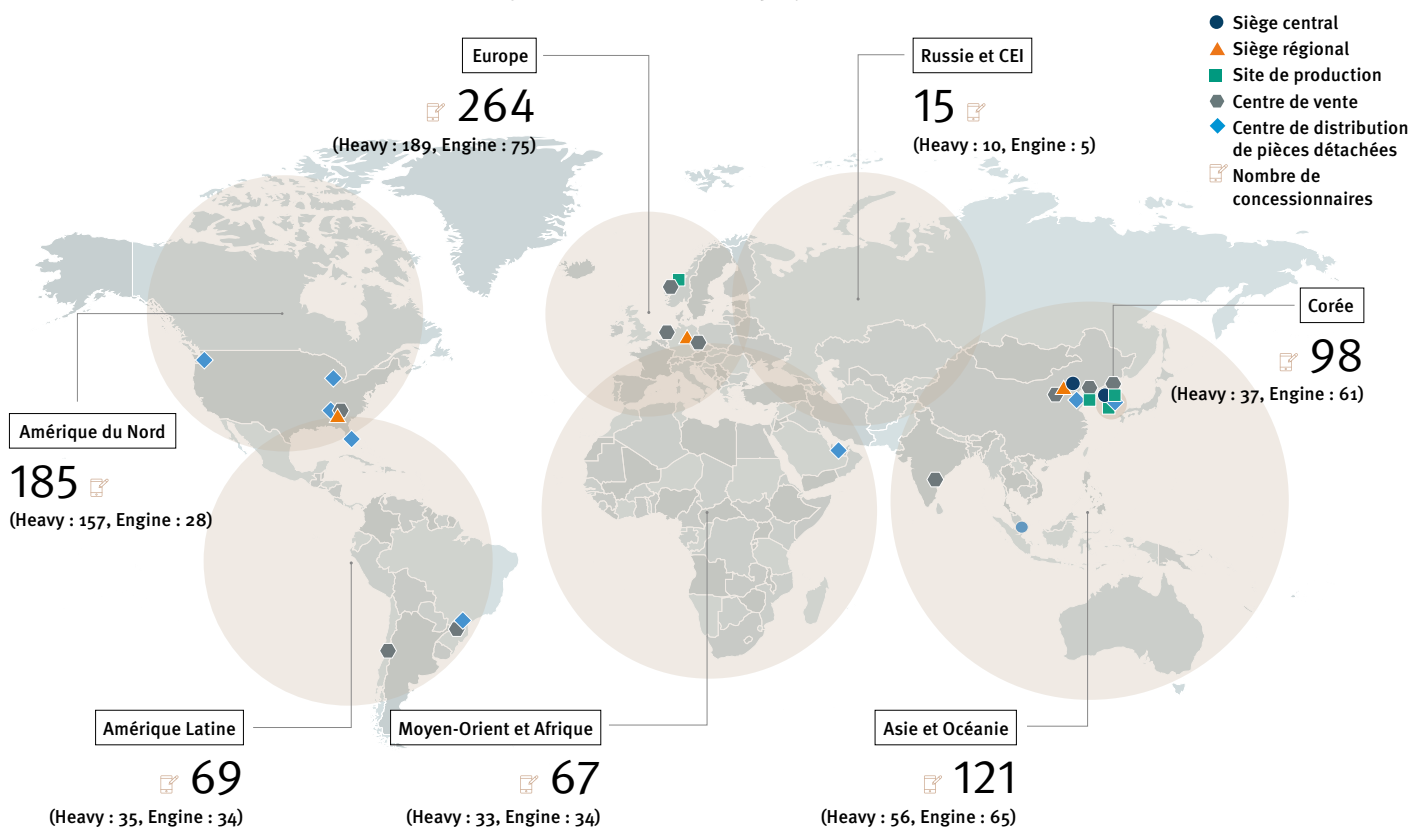 Siège central
Siège régional
Site de production
Centre de vente
Centre de distribution
de pièces détachées
Nombre de
concessionnaires
Europe
264
(Heavy : 189, Engine : 75)
Russie et CEI
15
(Heavy : 10, Engine : 5)
Corée
98
(Heavy : 37, Engine : 61)
Amérique du Nord
185
(Heavy : 157, Engine : 28)
Amérique Latine
69
(Heavy : 35, Engine : 34)
Moyen-Orient et Afrique
67
(Heavy : 33, Engine : 34)
Asie et Océanie
121
(Heavy : 56, Engine : 65)